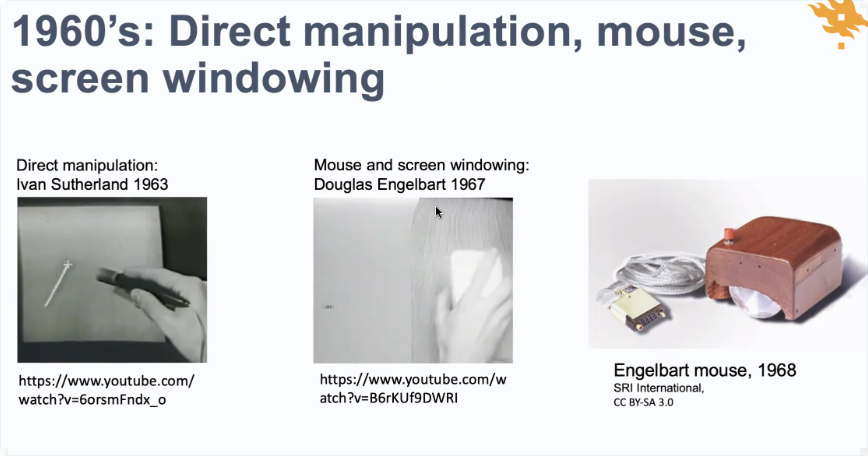 1960’s: Direct manipulation, mouse,
screen windowing
Direct manipulation:
Ivan Sutherland 1963
https://www.youtube.com/
watch?v=6orsmFndx_o
Mouse and screen windowing:
Douglas Engelbart 1967
https://www.youtube.com/w
atch?v=B6rKUf9DWRI
Engelbart mouse, 1968
SRI International,
CC BY-SA 3.0